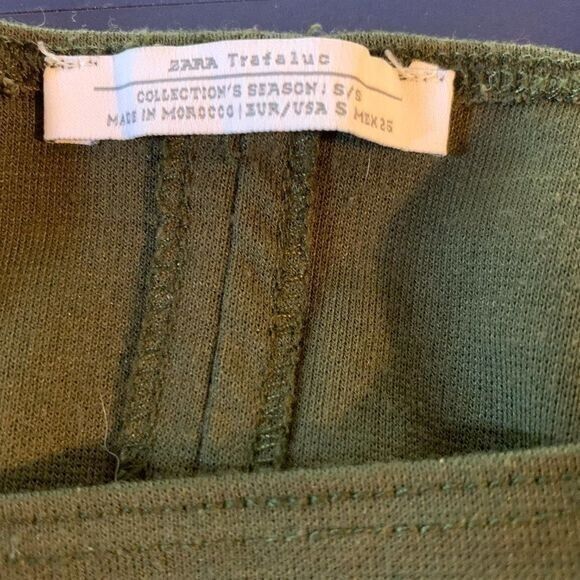 ZARA Trafaluc
COLLECTION'S SEASON: S/S
MADE IN MOROCCO | EUR/USA S MEX 26